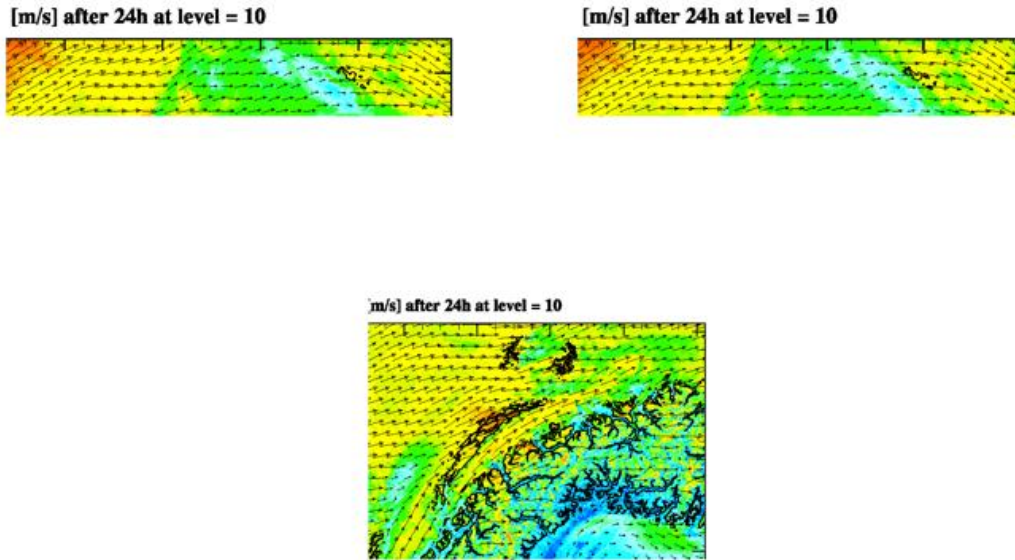 [m/s] after 24h at level = 10
[m/s] after 24h at level = 10
[m/s] after 24h at level = 10